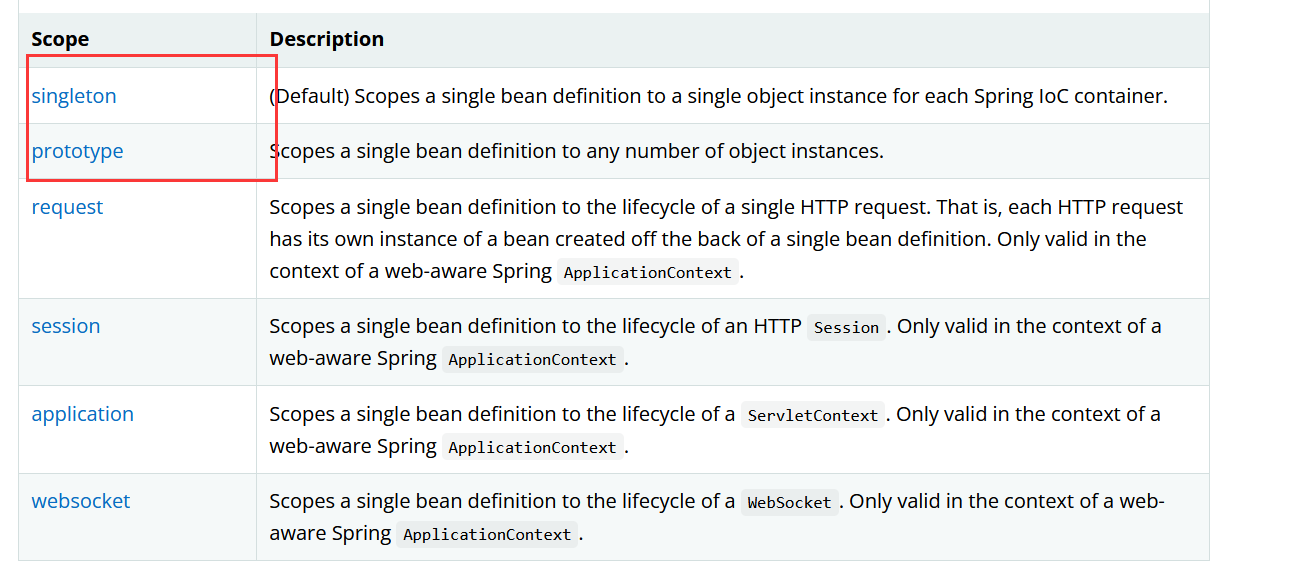 Scope Description
singleton (Default) Scopes a single bean definition to a single object instance for each Spring IoC container.
prototype Scopes a single bean definition to any number of object instances.
request Scopes a single bean definition to the lifecycle of a single HTTP request. That is, each HTTP request
has its own instance of a bean created off the back of a single bean definition. Only valid in the
context of a web-aware Spring ApplicationContext.
session Scopes a single bean definition to the lifecycle of an HTTP Session. Only valid in the context of a
web-aware Spring ApplicationContext.
application Scopes a single bean definition to the lifecycle of a ServletContext. Only valid in the context of a
web-aware Spring ApplicationContext.
websocket Scopes a single bean definition to the lifecycle of a WebSocket. Only valid in the context of a web-
aware Spring ApplicationContext.